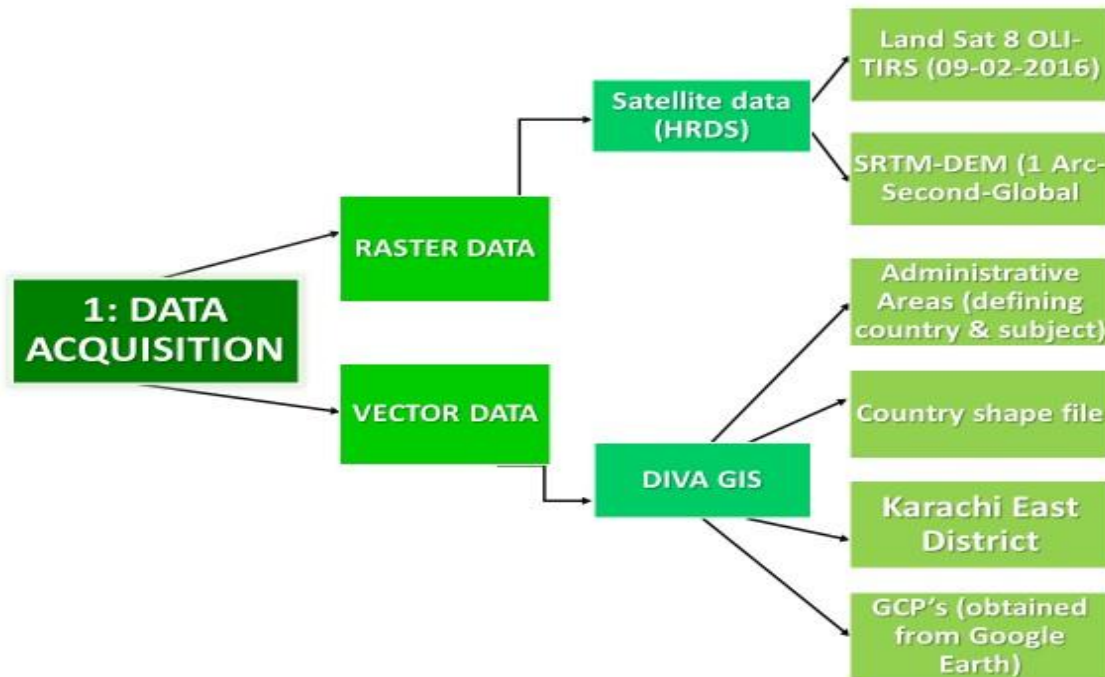 1: DATA
ACQUISITION
RASTER DATA
VECTOR DATA
Satellite data
(HRDS)
DIVA GIS
Land Sat 8 OLI-
TIRS (09-02-2016)
SRTM-DEM (1 Arc-
Second-Global
Administrative
Areas (defining
country & subject)
Country shape file
Karachi East
District
GCP's (obtained
from Google
Earth)